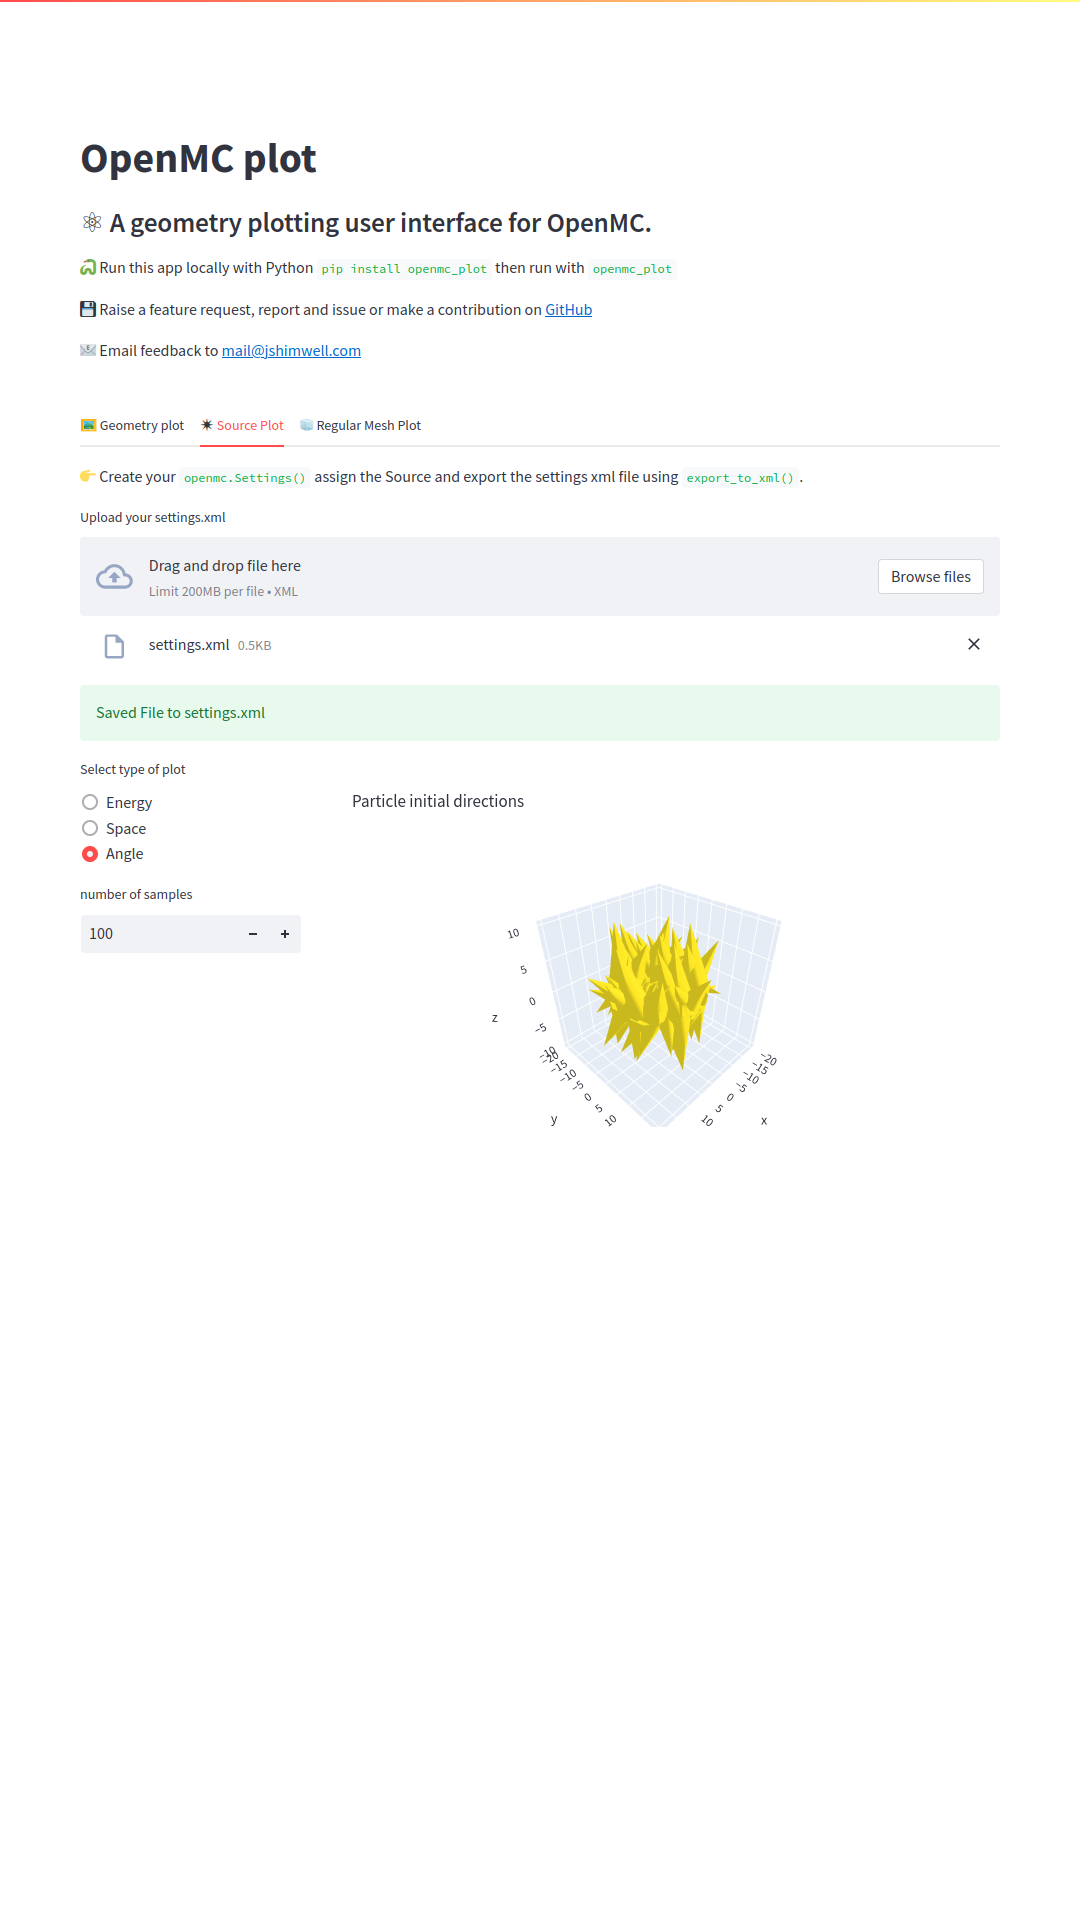 OpenMC plot
⚛ A geometry plotting user interface for OpenMC.
🐍 Run this app locally with Python pip install openmc_plot then run with openmc_plot
💾 Raise a feature request, report and issue or make a contribution on GitHub
📧 Email feedback to mail@jshimwell.com
🖼️ Geometry plot ✴ Source Plot 🧊 Regular Mesh Plot
👉 Create your openmc.Settings() assign the Source and export the settings xml file using export_to_xml() .
Upload your settings.xml
Drag and drop file here
Limit 200MB per file • XML
Browse files
settings.xml 0.5KB
Saved File to settings.xml
Select type of plot
Energy
Space
Angle
number of samples
100
Particle initial directions
10
5
0
−5
−10
z
−20
−15
−10
−5
0
5
10
y
−20
−15
−10
−5
0
5
10
x